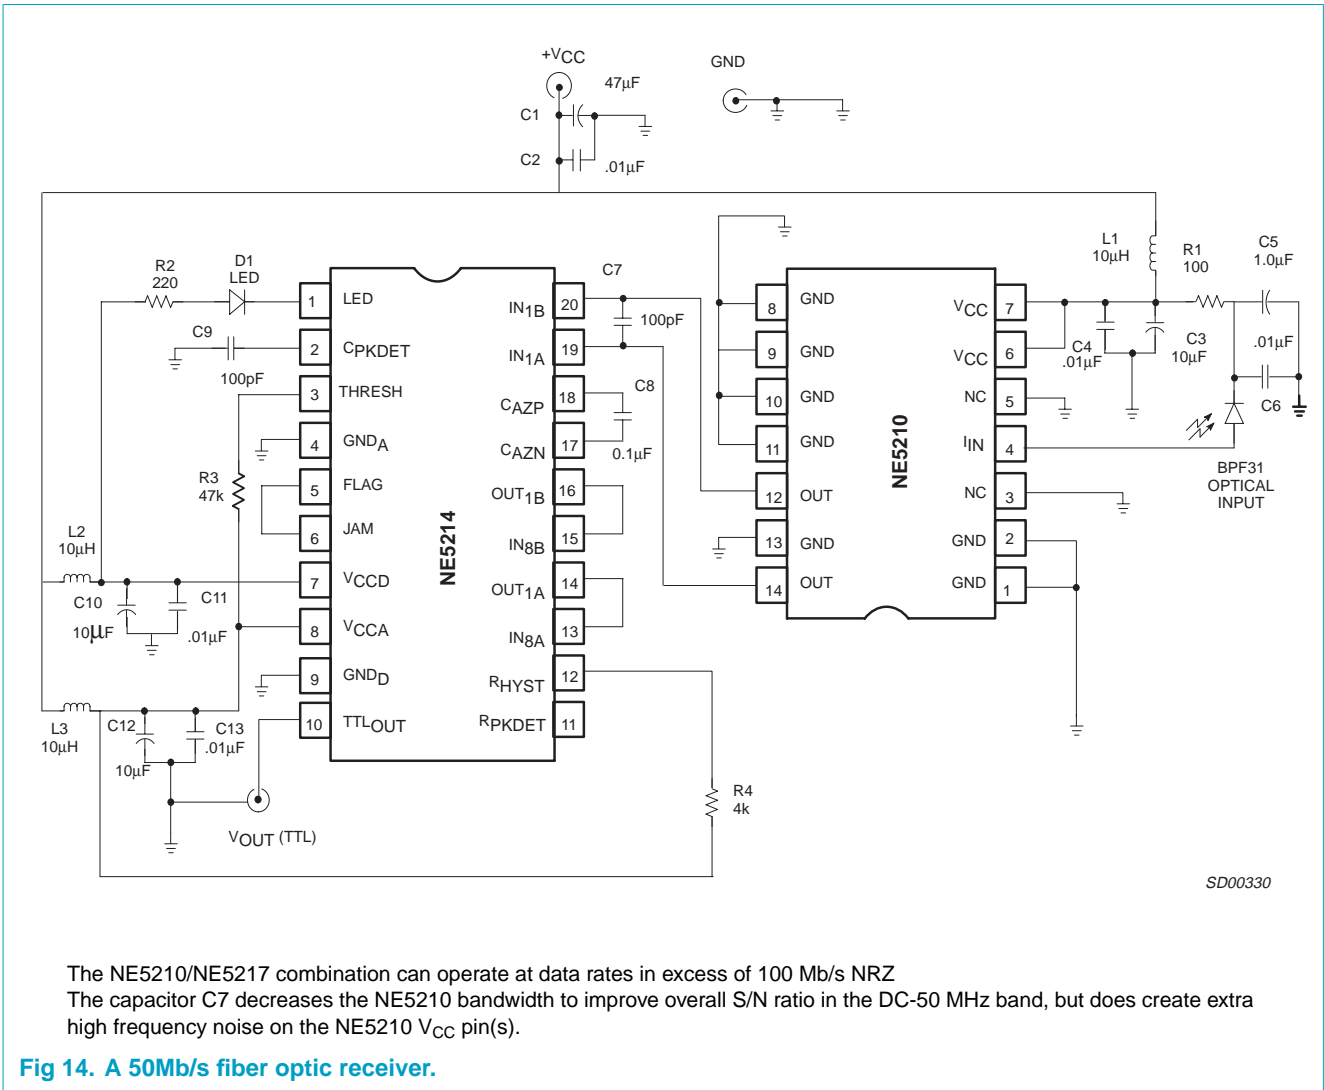 +VCC
47µF
GND
C1
C2
.01µF
R2
220
D1
LED
C7
100pF
L1
10µH
R1
100
C5
1.0µF
C9
100pF
1
LED
2
CPKDET
3
THRESH
4
GNDA
5
FLAG
6
JAM
7
VCCD
8
VCCA
9
GNDD
10
TTLOUT
NE5214
IN1B
20
IN1A
19
CAZP
18
CAZN
17
OUT1B
16
IN8B
15
OUT1A
14
IN8A
13
RHYST
12
RPKDET
11
C8
0.1µF
8
GND
9
GND
10
GND
11
GND
12
OUT
13
GND
14
OUT
NE5210
VCC
7
VCC
6
NC
5
IIN
4
NC
3
GND
2
GND
1
C4
.01µF
C3
10µF
.01µF
C6
BPF31
OPTICAL
INPUT
R3
47k
L2
10µH
C10
10µF
C11
.01µF
L3
10µH
C12
10µF
C13
.01µF
VOUT (TTL)
R4
4k
SD00330
The NE5210/NE5217 combination can operate at data rates in excess of 100 Mb/s NRZ
The capacitor C7 decreases the NE5210 bandwidth to improve overall S/N ratio in the DC-50 MHz band, but does create extra
high frequency noise on the NE5210 VCC pin(s).
Fig 14. A 50Mb/s fiber optic receiver.